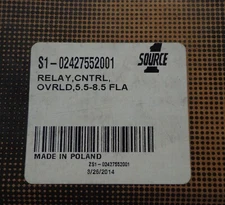 S1-02427552001
SOURCE 1
RELAY,CNTRL,
OVRLD,5.5-8.5 FLA
MADE IN POLAND
ZS1-02427552001
5/28/2014